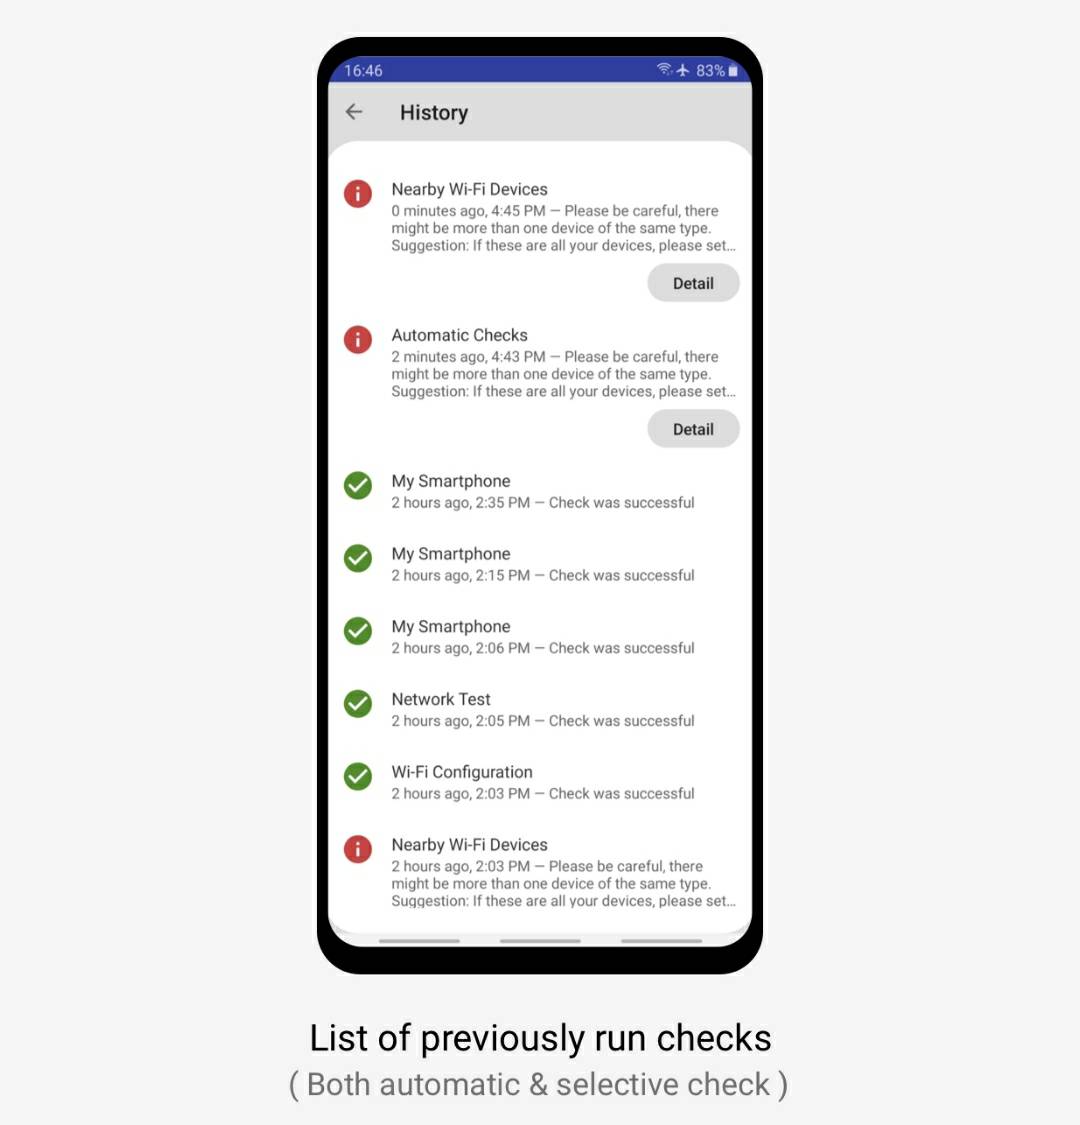 16:46 83%
History
Nearby Wi-Fi Devices
0 minutes ago, 4:45 PM – Please be careful, there
might be more than one device of the same type.
Suggestion: If these are all your devices, please set...
Detail
Automatic Checks
2 minutes ago, 4:43 PM – Please be careful, there
might be more than one device of the same type.
Suggestion: If these are all your devices, please set...
Detail
My Smartphone
2 hours ago, 2:35 PM – Check was successful
My Smartphone
2 hours ago, 2:15 PM – Check was successful
My Smartphone
2 hours ago, 2:06 PM – Check was successful
Network Test
2 hours ago, 2:05 PM – Check was successful
Wi-Fi Configuration
2 hours ago, 2:03 PM – Check was successful
Nearby Wi-Fi Devices
2 hours ago, 2:03 PM – Please be careful, there
might be more than one device of the same type.
Suggestion: If these are all your devices, please set...
List of previously run checks
( Both automatic & selective check )